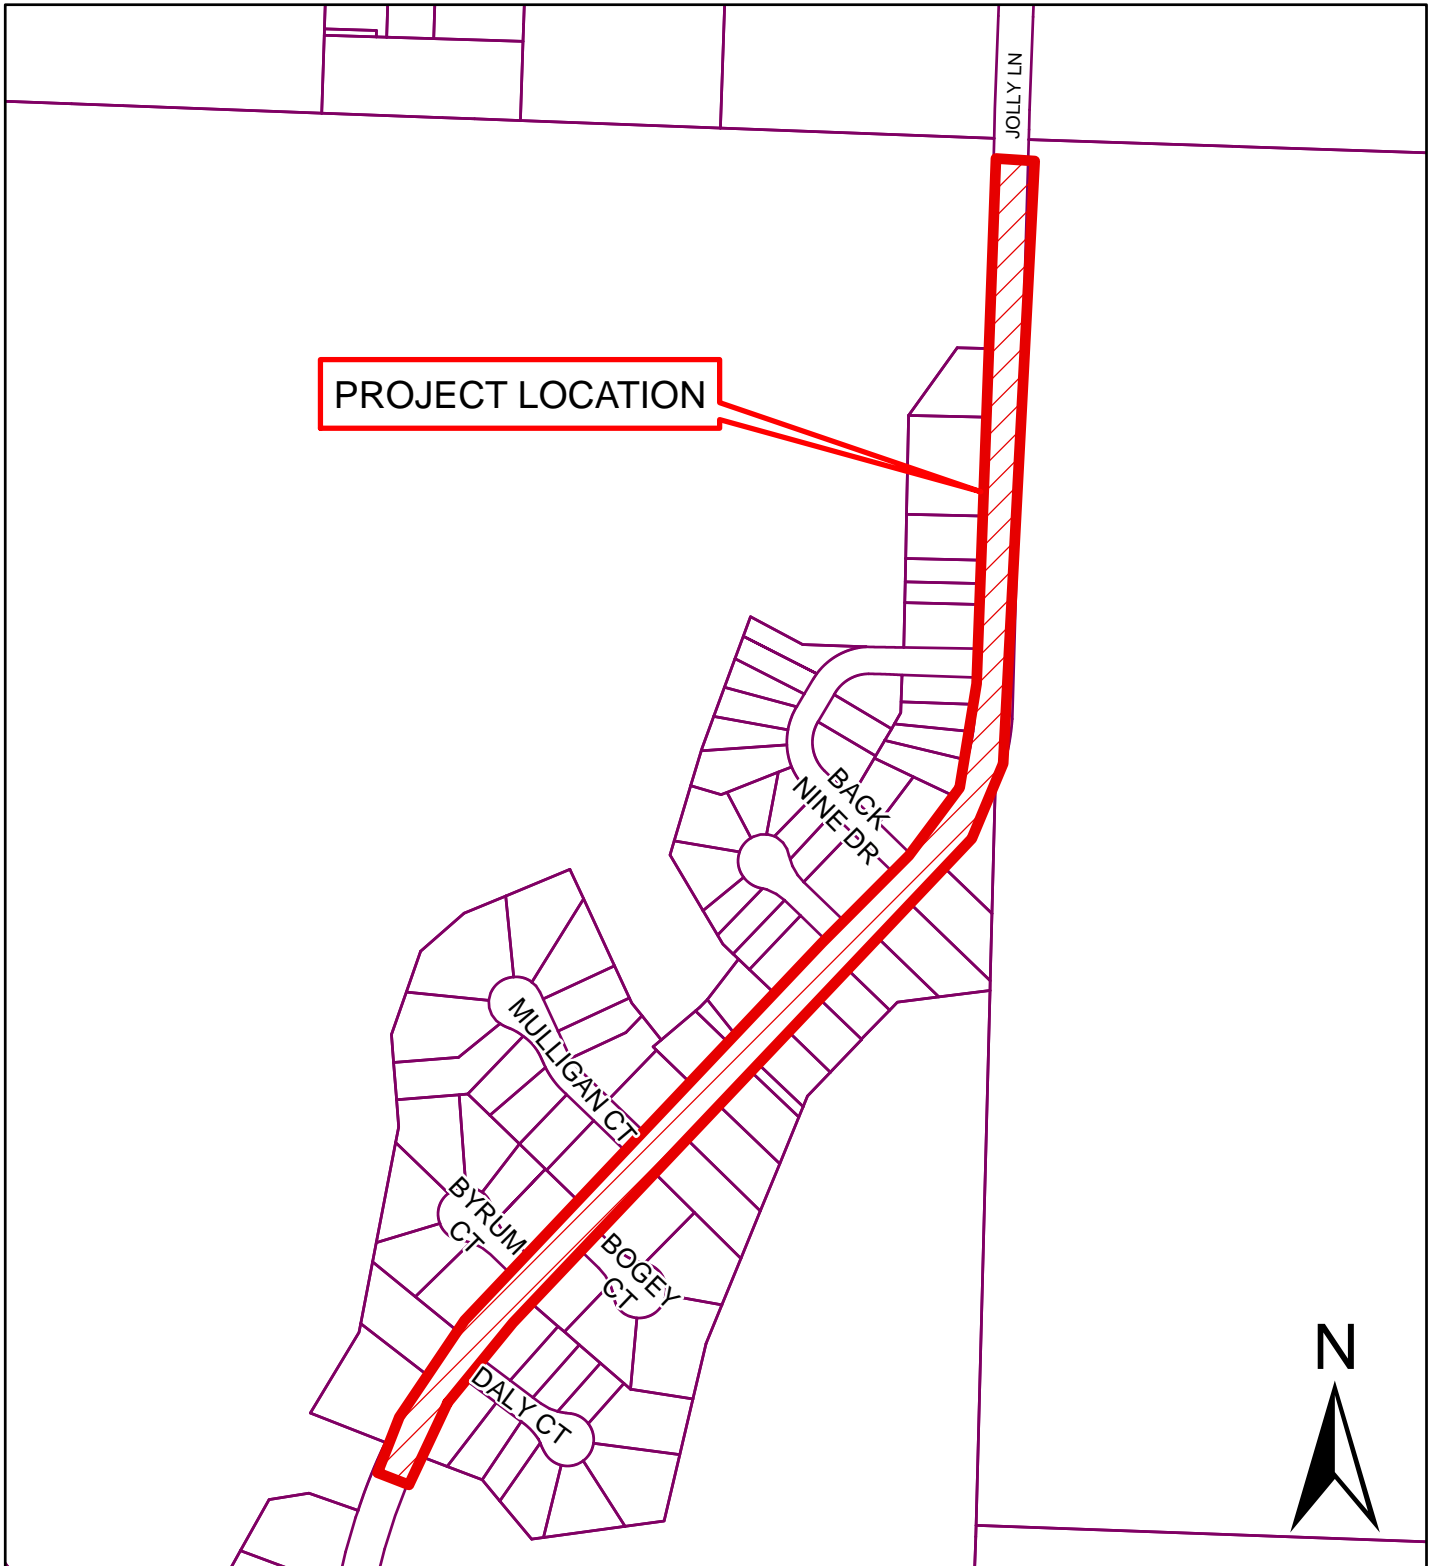 JOLLY LN
PROJECT LOCATION
BACK
NINE DR
MULLIGAN CT
BYRUM
CT
BOGEY
CT
DALY CT
N